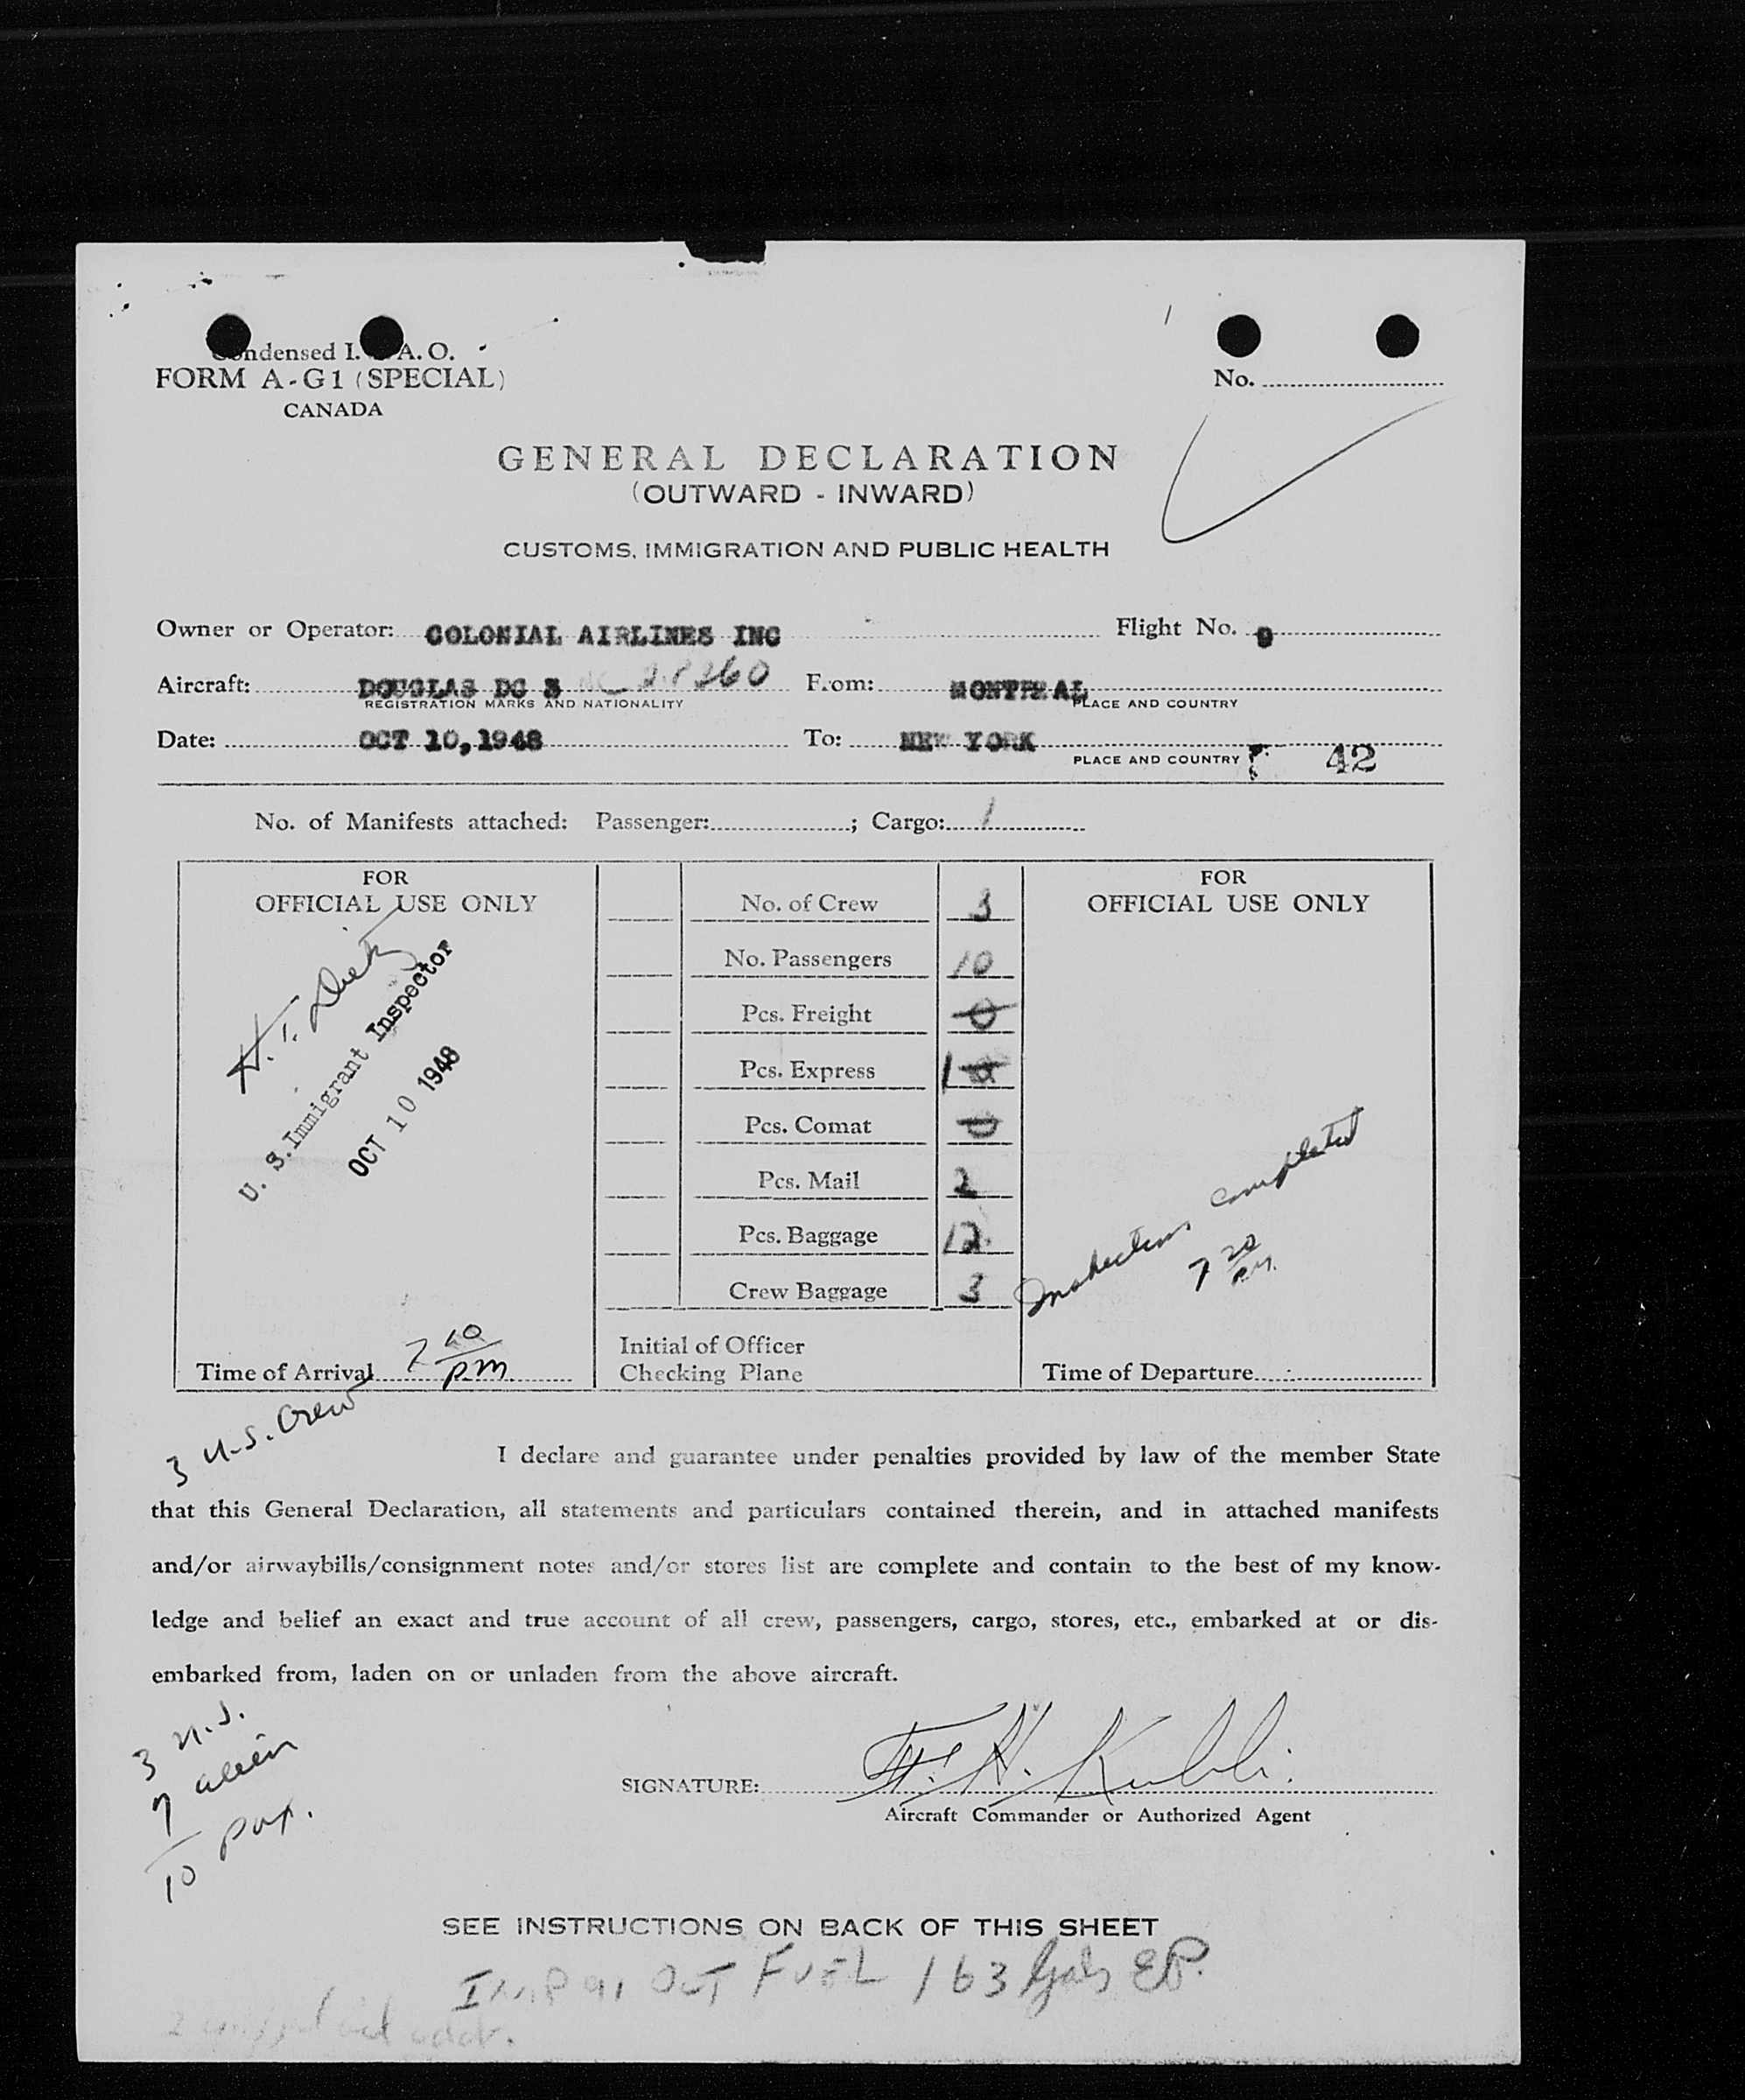 Condensed I. A. O.
FORM A-G1 (SPECIAL)
CANADA
No.
GENERAL DECLARATION
(OUTWARD - INWARD)
CUSTOMS, IMMIGRATION AND PUBLIC HEALTH
Owner or Operator: COLONIAL AIRLINES INC Flight No. 9
Aircraft: DOUGLAS DC 3 From: MONTREAL
REGISTRATION MARKS AND NATIONALITY PLACE AND COUNTRY
Date: OCT 10,1948 To: NEW YORK
PLACE AND COUNTRY 42
No. of Manifests attached: Passenger: ; Cargo: 1
FOR
OFFICIAL USE ONLY
U. S. Immigrant Inspector
OCT 10 1948
Time of Arrival 7 10 pm
No. of Crew 3
No. Passengers 10
Pcs. Freight 0
Pcs. Express 1
Pcs. Comat 0
Pcs. Mail 2
Pcs. Baggage 12
Crew Baggage 3
Initial of Officer
Checking Plane
FOR
OFFICIAL USE ONLY
Inspection completed
7 20 P.M.
Time of Departure
3 U.S. Crew
I declare and guarantee under penalties provided by law of the member State
that this General Declaration, all statements and particulars contained therein, and in attached manifests
and/or airwaybills/consignment notes and/or stores list are complete and contain to the best of my know-
ledge and belief an exact and true account of all crew, passengers, cargo, stores, etc., embarked at or dis-
embarked from, laden on or unladen from the above aircraft.
3 U.S.
7 alien
10 pax.
SIGNATURE: F. H. Kubli
Aircraft Commander or Authorized Agent
SEE INSTRUCTIONS ON BACK OF THIS SHEET
OCT FUEL 163 Gals